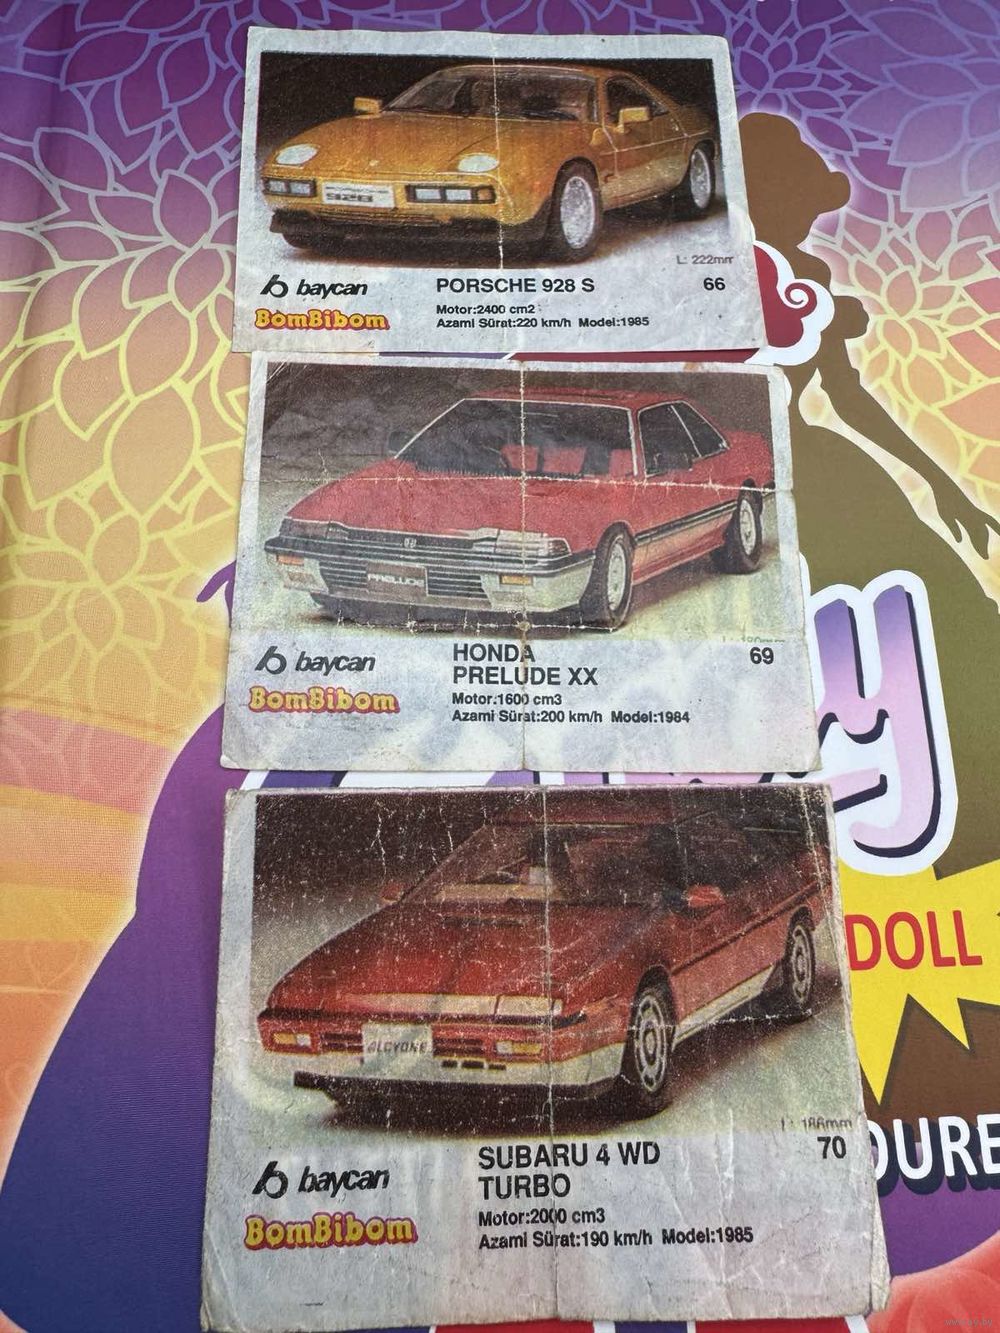 PORSCHE
928
L: 222mm
baycan
PORSCHE 928 S
66
BomBibom
Motor:2400 cm2
Azami Sürat:220 km/h Model:1985
PRELUDE
baycan
HONDA
PRELUDE XX
69
BomBibom
Motor:1600 cm3
Azami Sürat:200 km/h Model:1984
DOLL
ALCYONE
L: 186mm
baycan
SUBARU 4 WD
TURBO
70
BomBibom
Motor:2000 cm3
Azami Sürat:190 km/h Model:1985
OURE